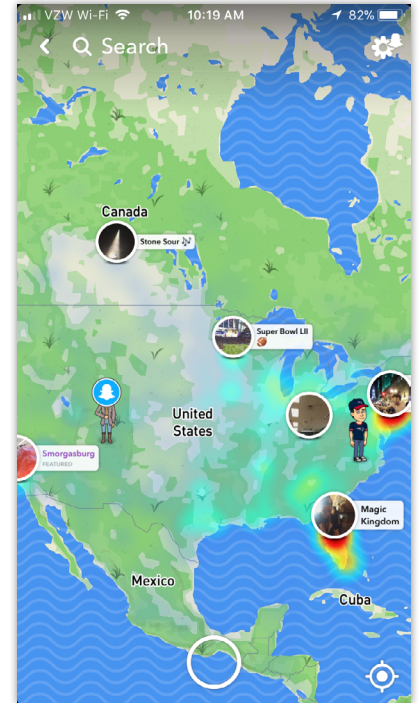 VZW Wi-Fi 10:19 AM 82%
Search
Canada
Stone Sour 🎶
Super Bowl LII
🏈
United
States
Smorgasburg
FEATURED
Magic
Kingdom
Mexico
Cuba